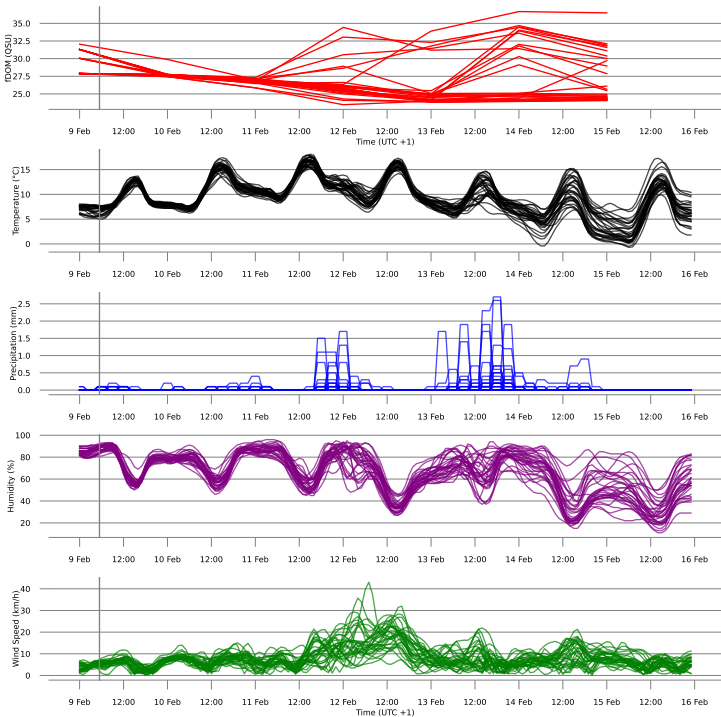 35.0
32.5
30.0
27.5
25.0
fDOM (QSU)
9 Feb 12:00 10 Feb 12:00 11 Feb 12:00 12 Feb 12:00 13 Feb 12:00 14 Feb 12:00 15 Feb 12:00 16 Feb
Time (UTC +1)
15
10
5
0
Temperature (°C)
9 Feb 12:00 10 Feb 12:00 11 Feb 12:00 12 Feb 12:00 13 Feb 12:00 14 Feb 12:00 15 Feb 12:00 16 Feb
2.5
2.0
1.5
1.0
0.5
0.0
Precipitation (mm)
9 Feb 12:00 10 Feb 12:00 11 Feb 12:00 12 Feb 12:00 13 Feb 12:00 14 Feb 12:00 15 Feb 12:00 16 Feb
100
80
60
40
20
Humidity (%)
9 Feb 12:00 10 Feb 12:00 11 Feb 12:00 12 Feb 12:00 13 Feb 12:00 14 Feb 12:00 15 Feb 12:00 16 Feb
40
30
20
10
0
Wind Speed (km/h)
9 Feb 12:00 10 Feb 12:00 11 Feb 12:00 12 Feb 12:00 13 Feb 12:00 14 Feb 12:00 15 Feb 12:00 16 Feb
Time (UTC +1)